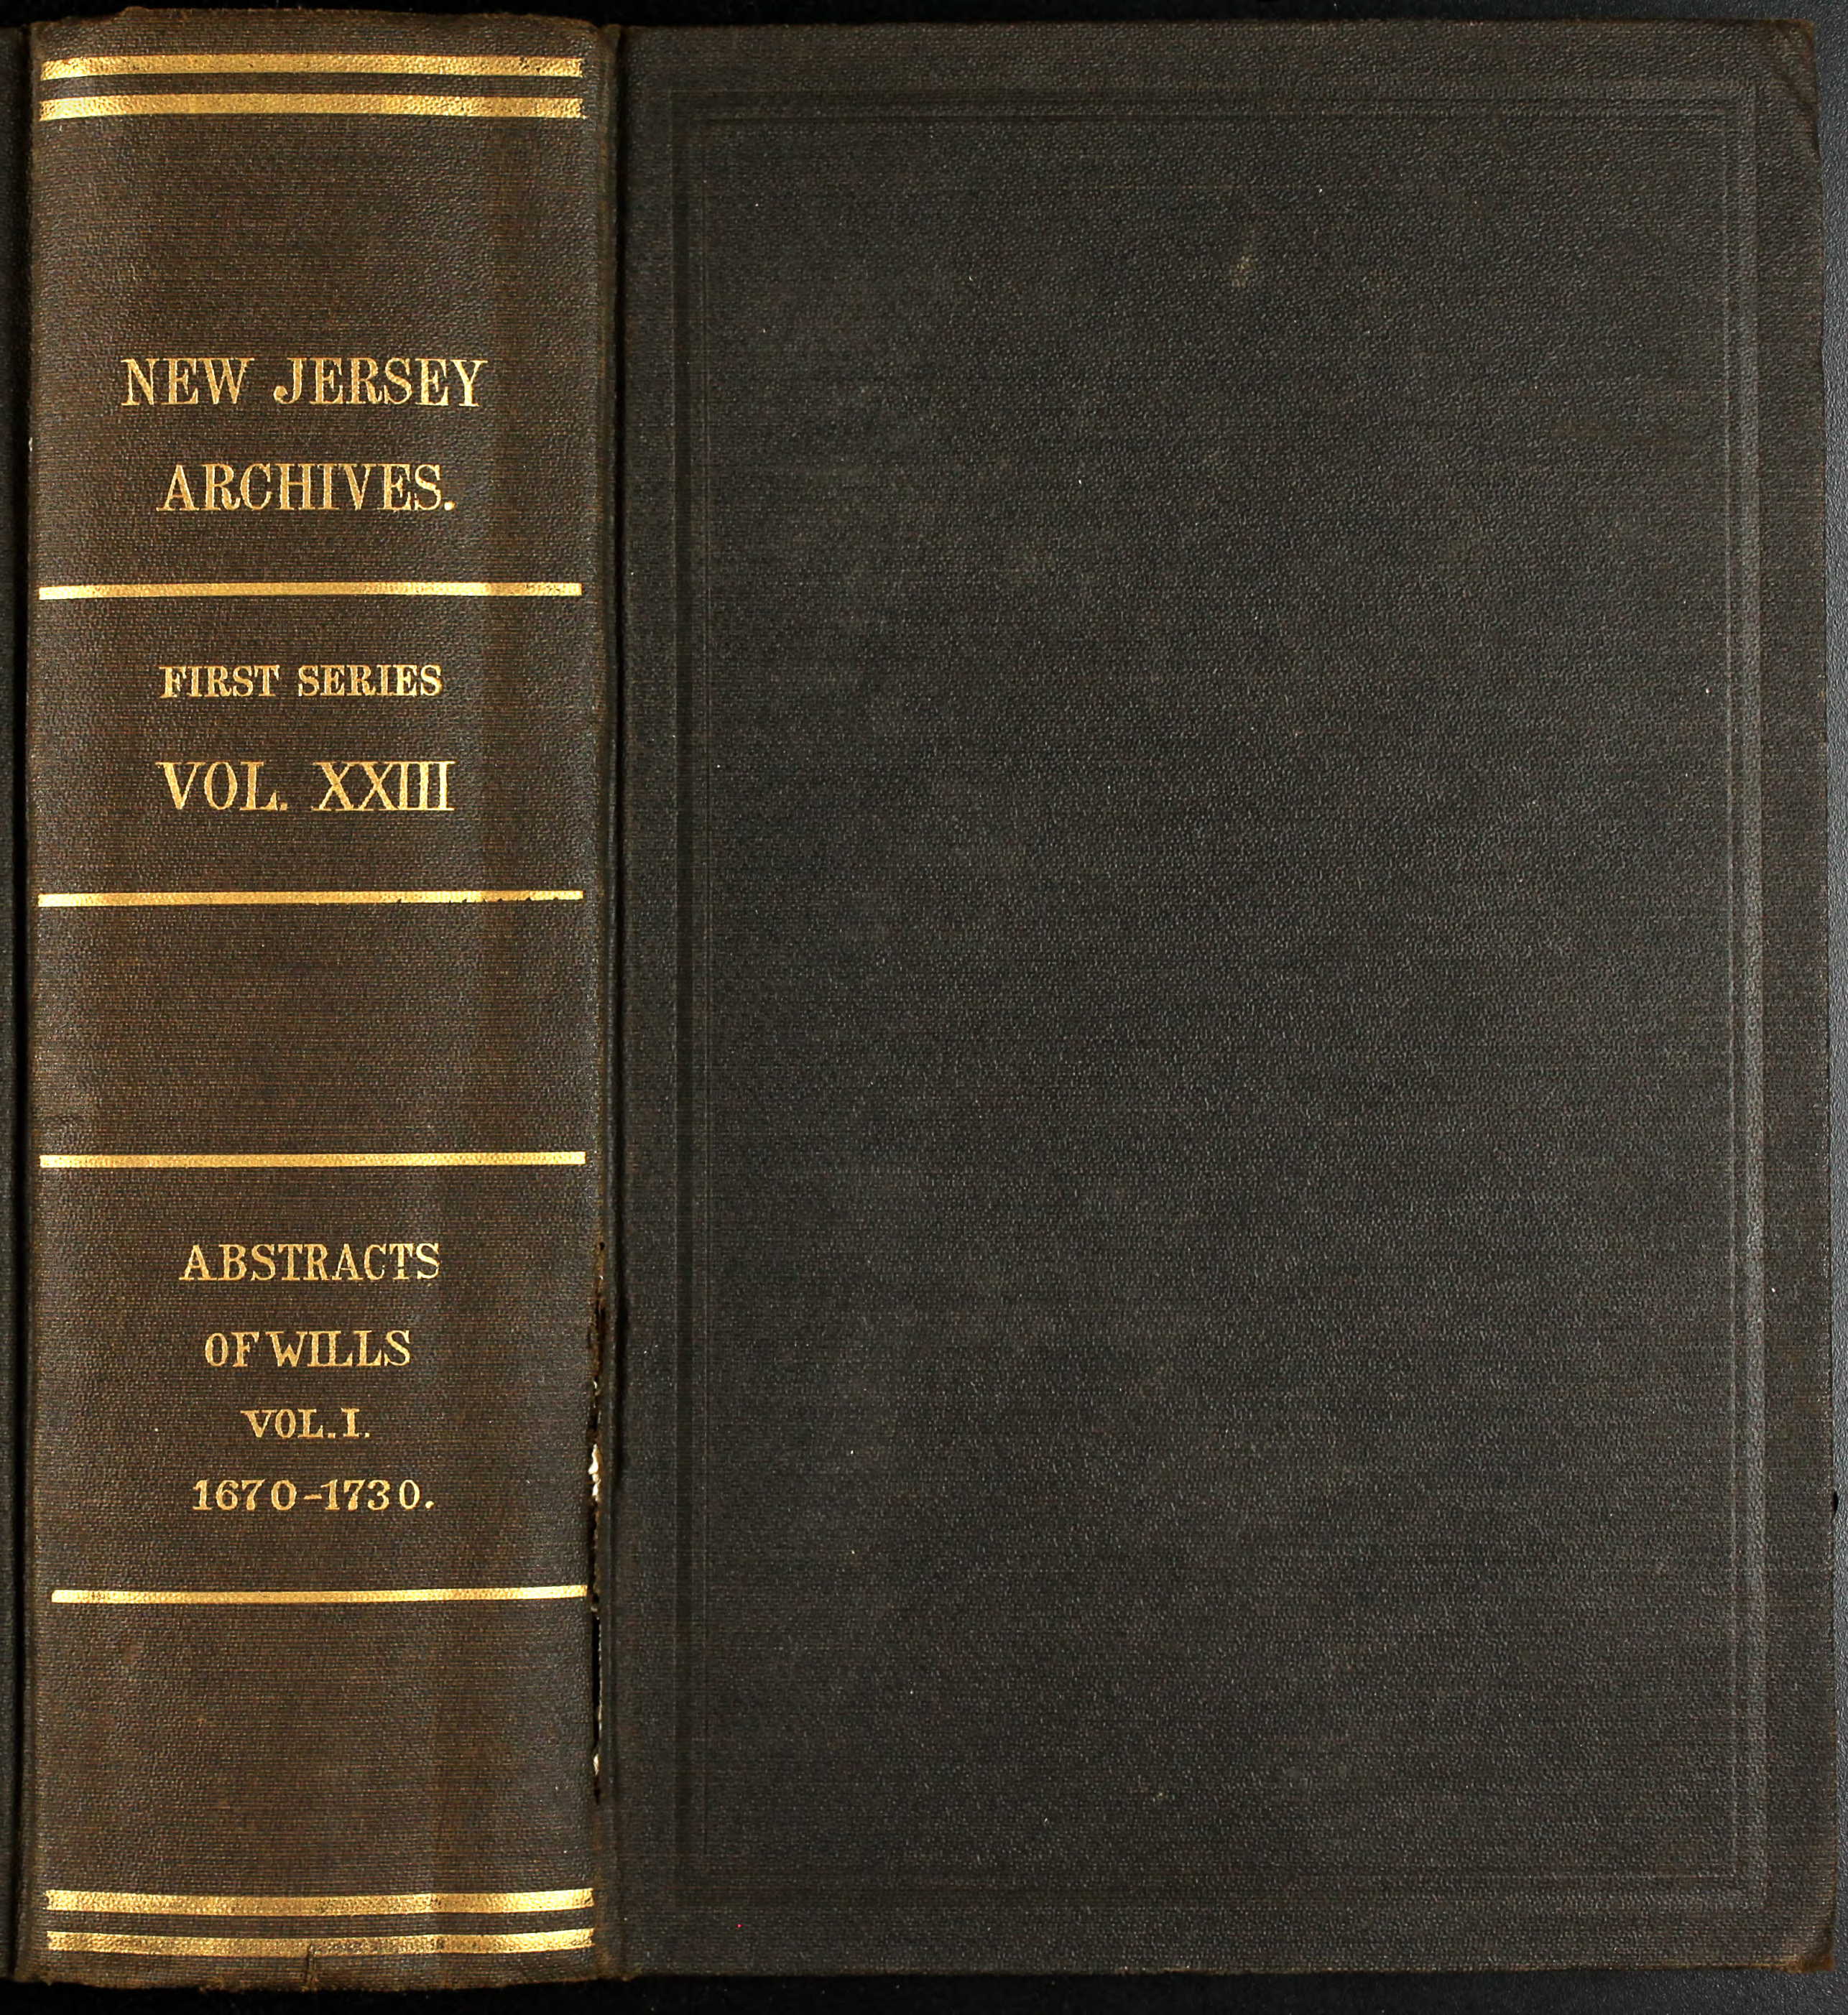 NEW JERSEY
ARCHIVES.
FIRST SERIES
VOL. XXIII
ABSTRACTS
OF WILLS
VOL. I.
1670-1730.